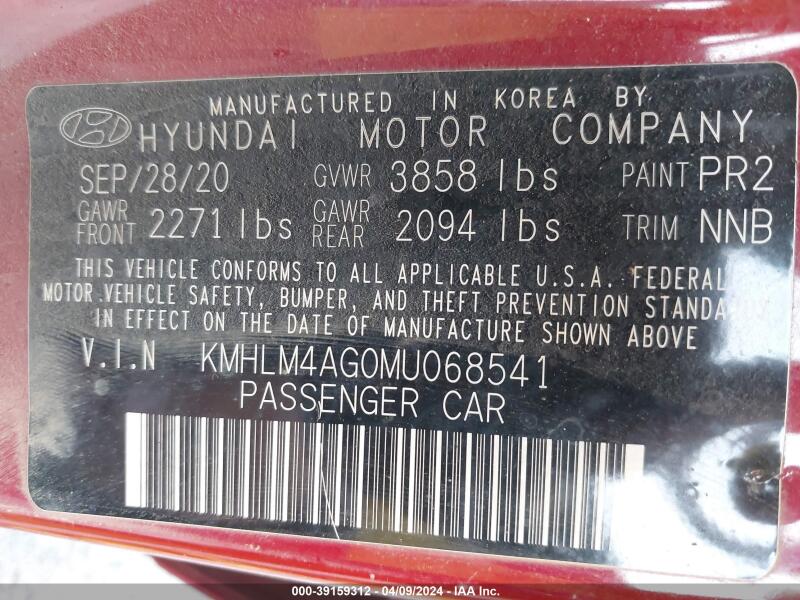 MANUFACTURED IN KOREA BY
HYUNDAI MOTOR COMPANY
SEP/28/20 GVWR 3858 lbs PAINT PR2
GAWR FRONT 2271 lbs GAWR REAR 2094 lbs TRIM NNB
THIS VEHICLE CONFORMS TO ALL APPLICABLE U.S.A. FEDERAL
MOTOR VEHICLE SAFETY, BUMPER, AND THEFT PREVENTION STANDARDS
IN EFFECT ON THE DATE OF MANUFACTURE SHOWN ABOVE.
V.I.N KMHLM4AG0MU068541
PASSENGER CAR
000-39159312 04/09/2024 - IAA Inc.